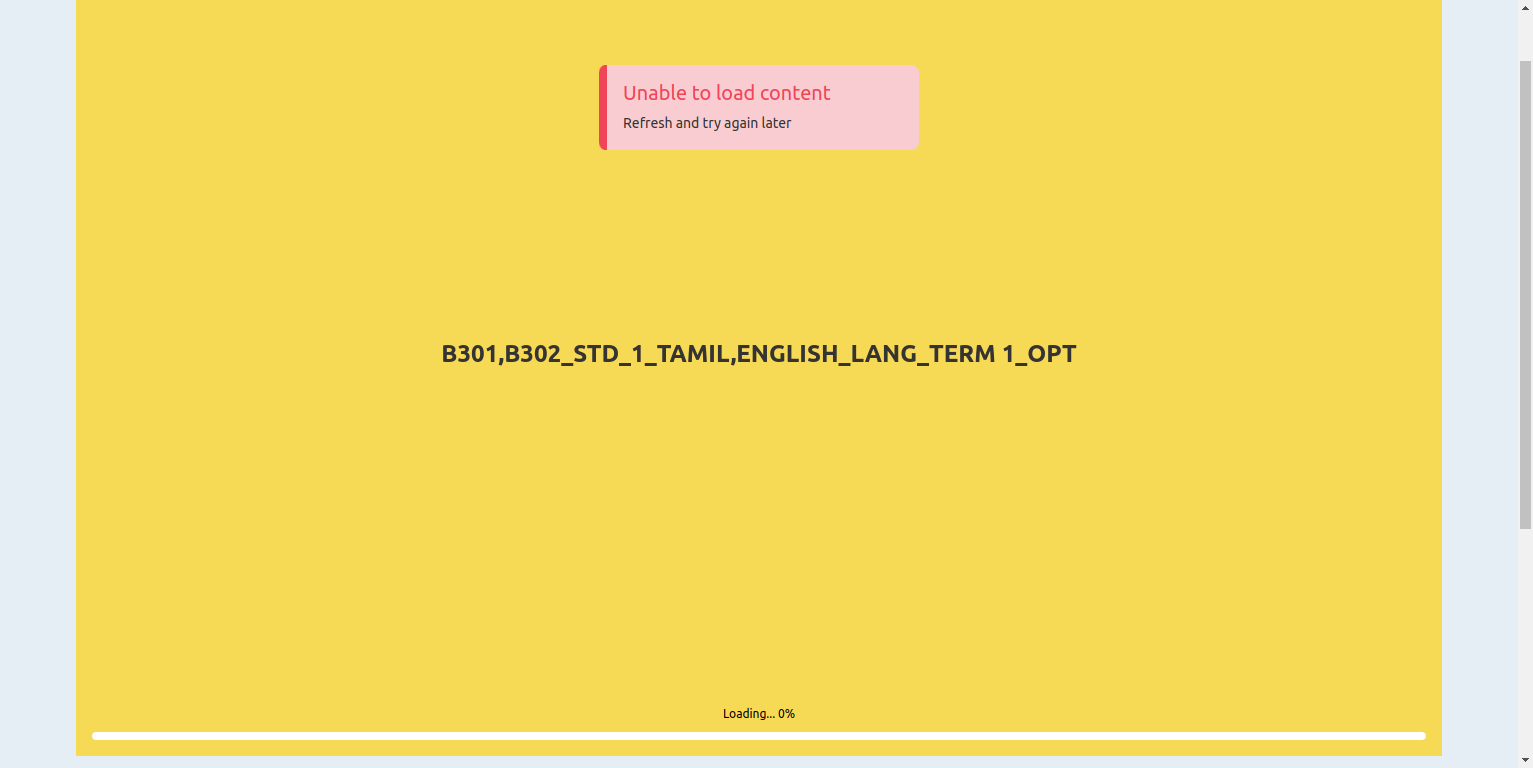 Unable to load content
Refresh and try again later
B301,B302_STD_1_TAMIL,ENGLISH_LANG_TERM 1_OPT
Loading... 0%